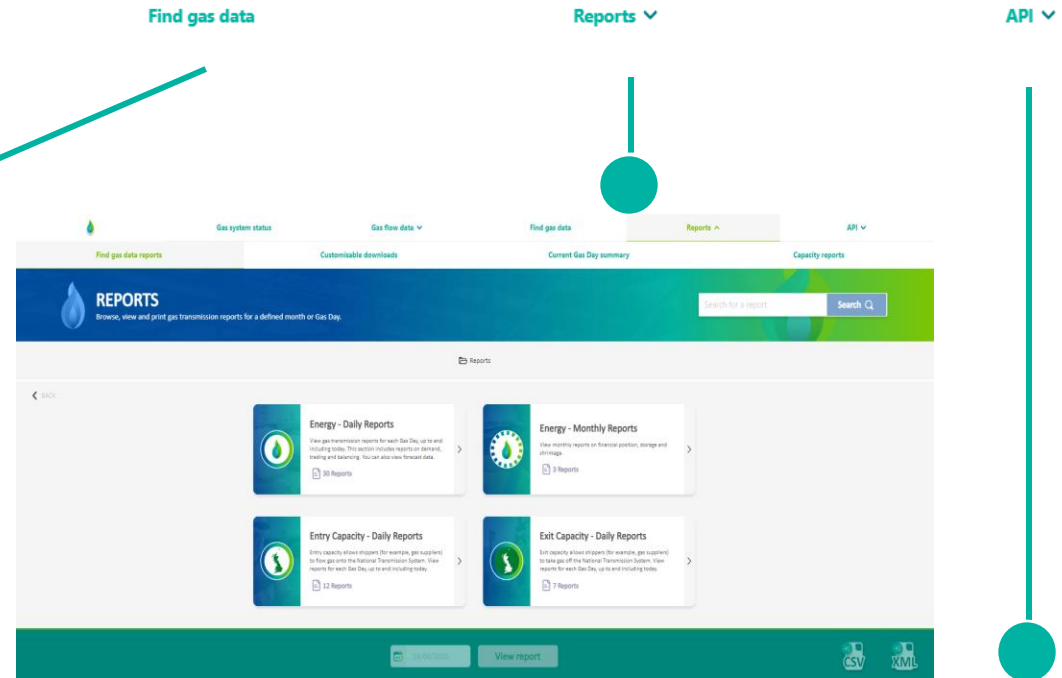 Find gas data
Reports
API
Gas system status
Gas flow data
Find gas data
Reports
API
Find gas data reports
Customisable downloads
Current Gas Day summary
Capacity reports
REPORTS
Browse, view and print gas transmission reports for a defined month or Gas Day.
Search for a report
Search
Reports
BACK
Energy - Daily Reports
View gas transmission reports for each Gas Day, up to and
including today. This section includes reports on demand,
trading and balancing. You can also view forecast data.
30 Reports
Energy - Monthly Reports
View monthly reports on financial position, storage and
shrinkage.
3 Reports
Entry Capacity - Daily Reports
Entry capacity allows shippers (for example, gas suppliers)
to flow gas onto the National Transmission System. View
reports for each Gas Day, up to and including today.
12 Reports
Exit Capacity - Daily Reports
Exit capacity allows shippers (for example, gas suppliers)
to take gas off the National Transmission System. View
reports for each Gas Day, up to and including today.
7 Reports
View report
CSV
XML